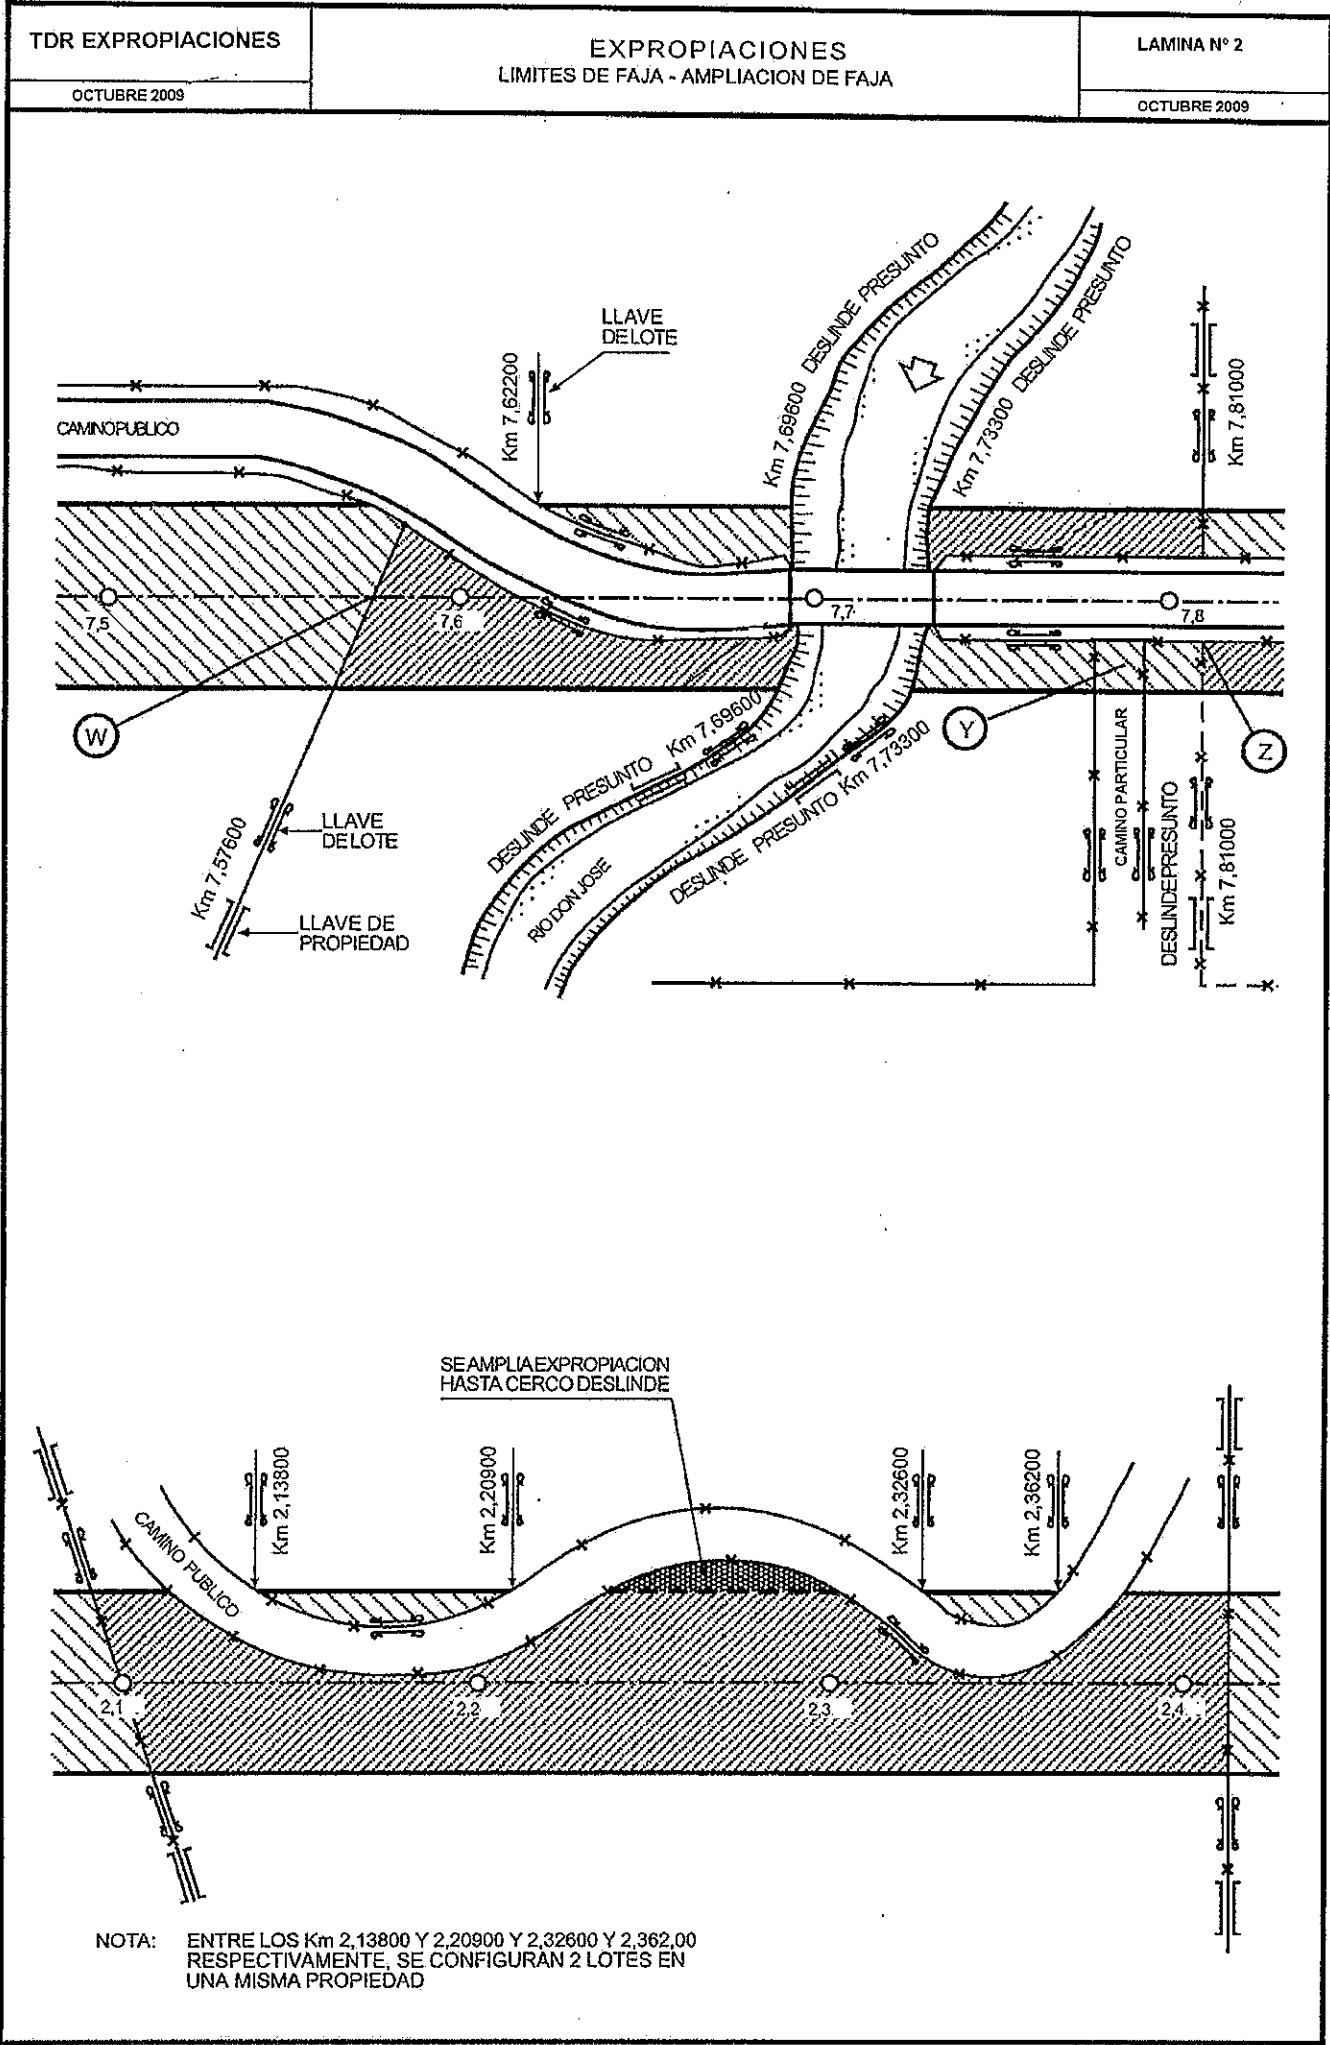 TDR EXPROPIACIONES
OCTUBRE 2009
EXPROPIACIONES
LIMITES DE FAJA - AMPLIACION DE FAJA
LAMINA Nº 2
OCTUBRE 2009
LLAVE
DE LOTE
Km 7,62200
Km 7,69600 DESLINDE PRESUNTO
Km 7,73300 DESLINDE PRESUNTO
Km 7,81000
CAMINO PUBLICO
7,5
7,6
7,7
7,8
W
Y
Z
Km 7,57600
LLAVE
DE LOTE
LLAVE DE
PROPIEDAD
DESLINDE PRESUNTO Km 7,69600
RIO DON JOSE
DESLINDE PRESUNTO Km 7,73300
CAMINO PARTICULAR
DESLINDE PRESUNTO
Km 7,81000
SE AMPLIA EXPROPIACION
HASTA CERCO DESLINDE
CAMINO PUBLICO
Km 2,13800
Km 2,20900
Km 2,32600
Km 2,36200
2,1
2,2
2,3
2,4
NOTA: ENTRE LOS Km 2,13800 Y 2,20900 Y 2,32600 Y 2,362,00
RESPECTIVAMENTE, SE CONFIGURAN 2 LOTES EN
UNA MISMA PROPIEDAD